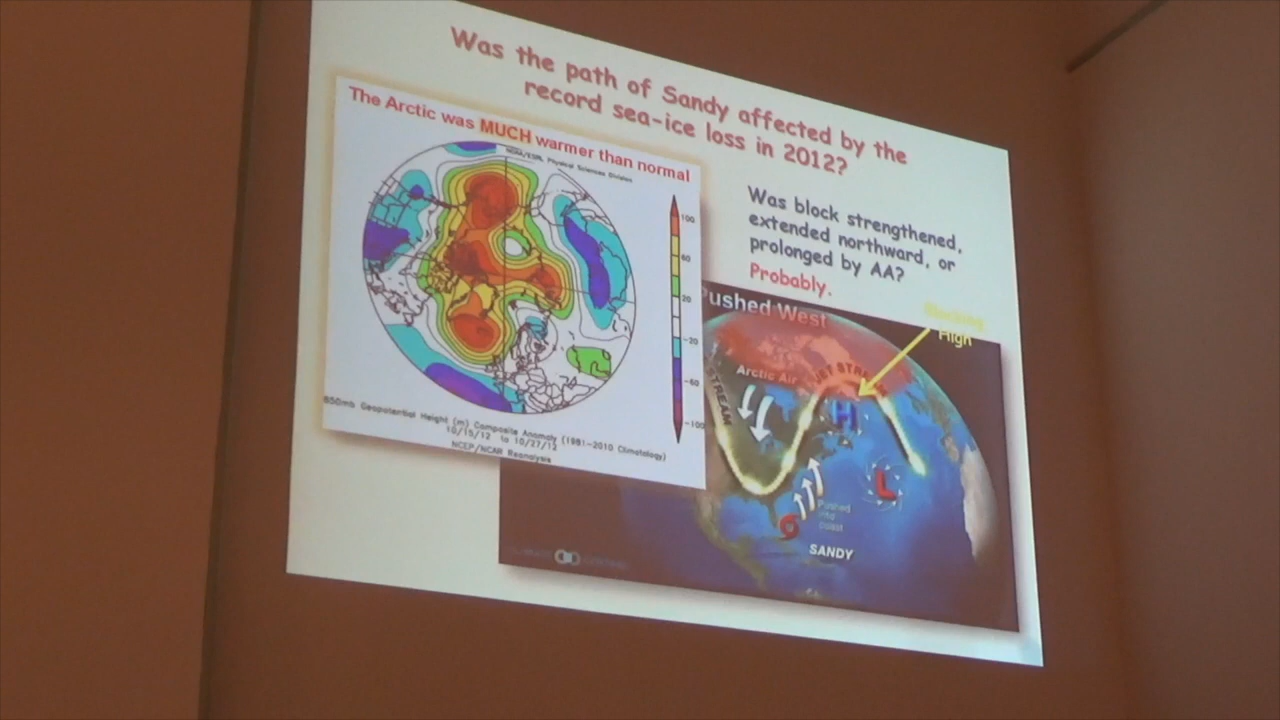 Was the path of Sandy affected by the
record sea-ice loss in 2012?
The Arctic was MUCH warmer than normal
NOAA/ESRL Physical Sciences Division
100
60
20
-20
-60
-100
850mb Geopotential Height (m) Composite Anomaly (1981-2010 Climatology)
10/15/12 to 10/27/12
NCEP/NCAR Reanalysis
Was block strengthened,
extended northward, or
prolonged by AA?
Probably.
Pushed West
Blocking
High
Arctic Air
JET STREAM
STREAM
H
L
Pushed
into
coast
SANDY